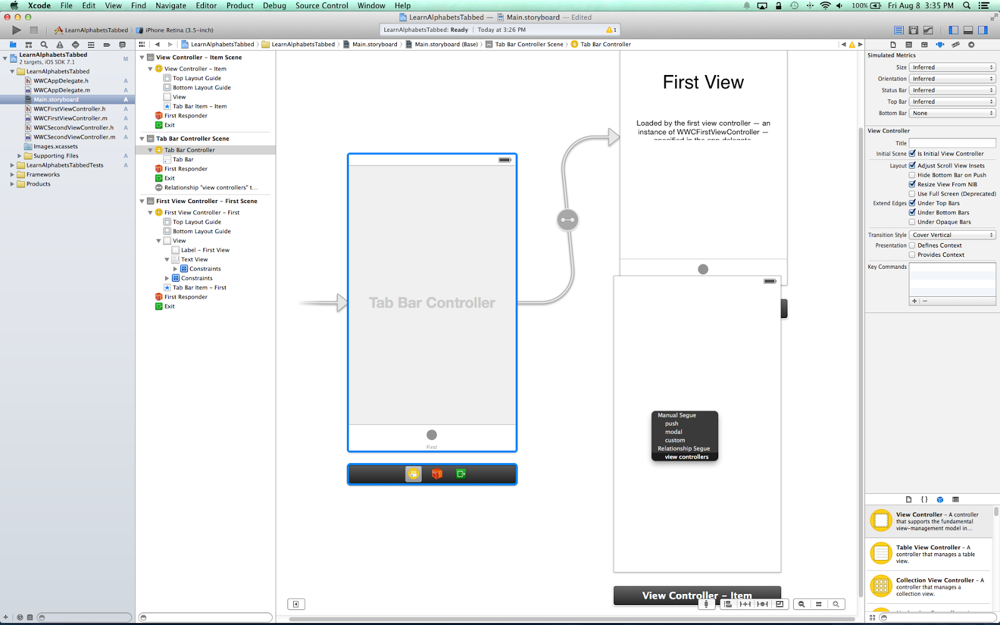 Xcode File Edit View Find Navigate Editor Product Debug Source Control Window Help
100% Fri Aug 8 3:35 PM
LearnAlphabetsTabbed — Main.storyboard — Edited
LearnAlphabetsTabbed iPhone Retina (3.5-inch)
LearnAlphabetsTabbed: Ready Today at 3:26 PM
1
LearnAlphabetsTabbed LearnAlphabetsTabbed Main.storyboard Main.storyboard (Base) Tab Bar Controller Scene Tab Bar Controller
LearnAlphabetsTabbed M
2 targets, iOS SDK 7.1
LearnAlphabetsTabbed
WWCAppDelegate.h A
WWCAppDelegate.m A
Main.storyboard A
WWCFirstViewController.h A
WWCFirstViewController.m A
WWCSecondViewController.h A
WWCSecondViewController.m A
Images.xcassets A
Supporting Files A
LearnAlphabetsTabbedTests A
Frameworks
Products
View Controller – Item Scene
View Controller – Item
Top Layout Guide
Bottom Layout Guide
View
Tab Bar Item – Item
First Responder
Exit
Tab Bar Controller Scene
Tab Bar Controller
Tab Bar
First Responder
Exit
Relationship "view controllers" t...
First View Controller – First Scene
First View Controller – First
Top Layout Guide
Bottom Layout Guide
View
Label – First View
Text View
Constraints
Constraints
Tab Bar Item – First
First Responder
Exit
Tab Bar Controller
First
First View
Loaded by the first view controller — an
instance of WWCFirstViewController —
specified in the app delegate
Manual Segue
push
modal
custom
Relationship Segue
view controllers
View Controller – Item
Simulated Metrics
Size Inferred
Orientation Inferred
Status Bar Inferred
Top Bar Inferred
Bottom Bar None
View Controller
Title
Initial Scene Is Initial View Controller
Layout Adjust Scroll View Insets
Hide Bottom Bar on Push
Resize View From NIB
Use Full Screen (Deprecated)
Extend Edges Under Top Bars
Under Bottom Bars
Under Opaque Bars
Transition Style Cover Vertical
Presentation Defines Context
Provides Context
Key Commands
+ −
{ }
View Controller – A controller
that supports the fundamental
view-management model in...
Table View Controller – A
controller that manages a table
view.
Collection View Controller – A
controller that manages a
collection view.